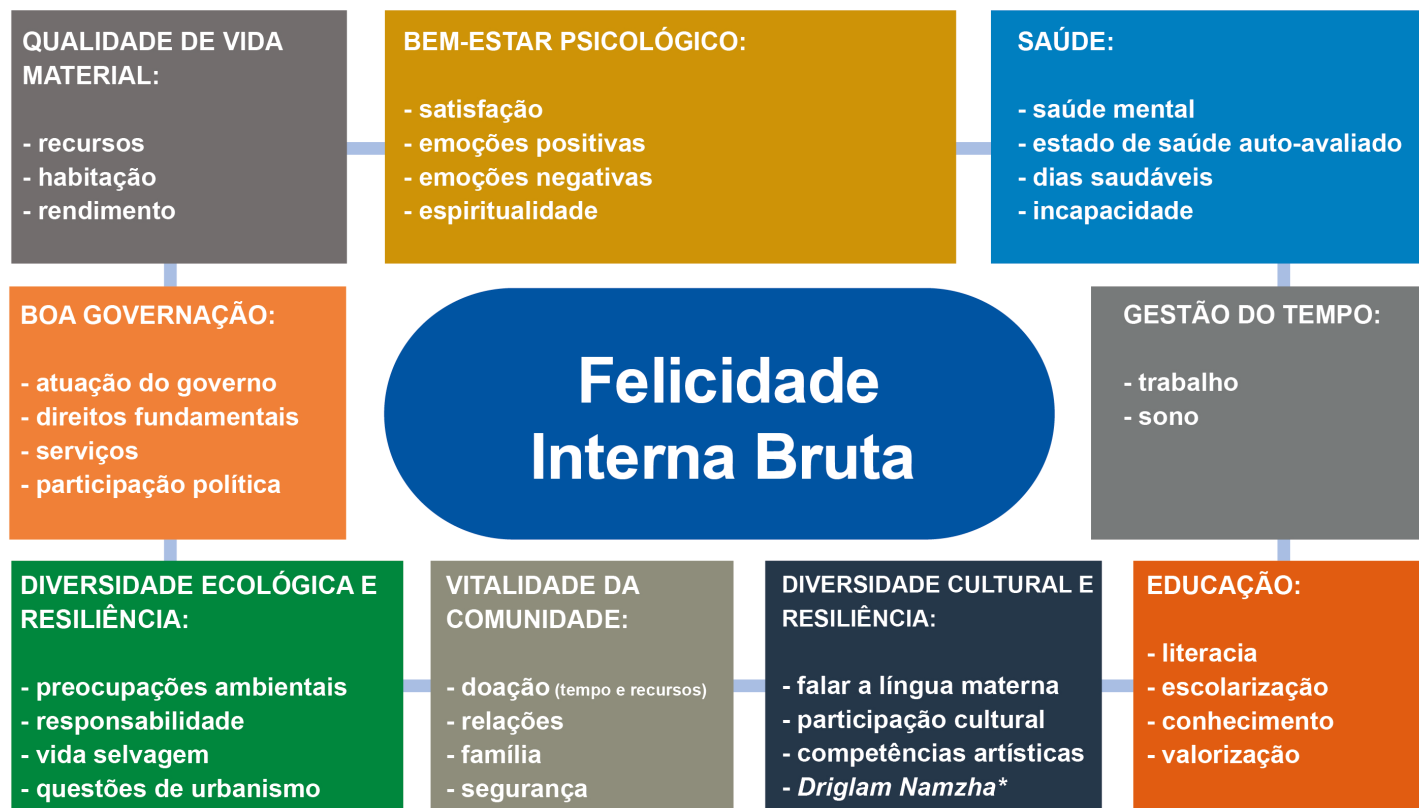 QUALIDADE DE VIDA
MATERIAL:
- recursos
- habitação
- rendimento
BEM-ESTAR PSICOLÓGICO:
- satisfação
- emoções positivas
- emoções negativas
- espiritualidade
SAÚDE:
- saúde mental
- estado de saúde auto-avaliado
- dias saudáveis
- incapacidade
BOA GOVERNAÇÃO:
- atuação do governo
- direitos fundamentais
- serviços
- participação política
Felicidade
Interna Bruta
GESTÃO DO TEMPO:
- trabalho
- sono
DIVERSIDADE ECOLÓGICA E
RESILIÊNCIA:
- preocupações ambientais
- responsabilidade
- vida selvagem
- questões de urbanismo
VITALIDADE DA
COMUNIDADE:
- doação (tempo e recursos)
- relações
- família
- segurança
DIVERSIDADE CULTURAL E
RESILIÊNCIA:
- falar a língua materna
- participação cultural
- competências artísticas
- Driglam Namzha*
EDUCAÇÃO:
- literacia
- escolarização
- conhecimento
- valorização